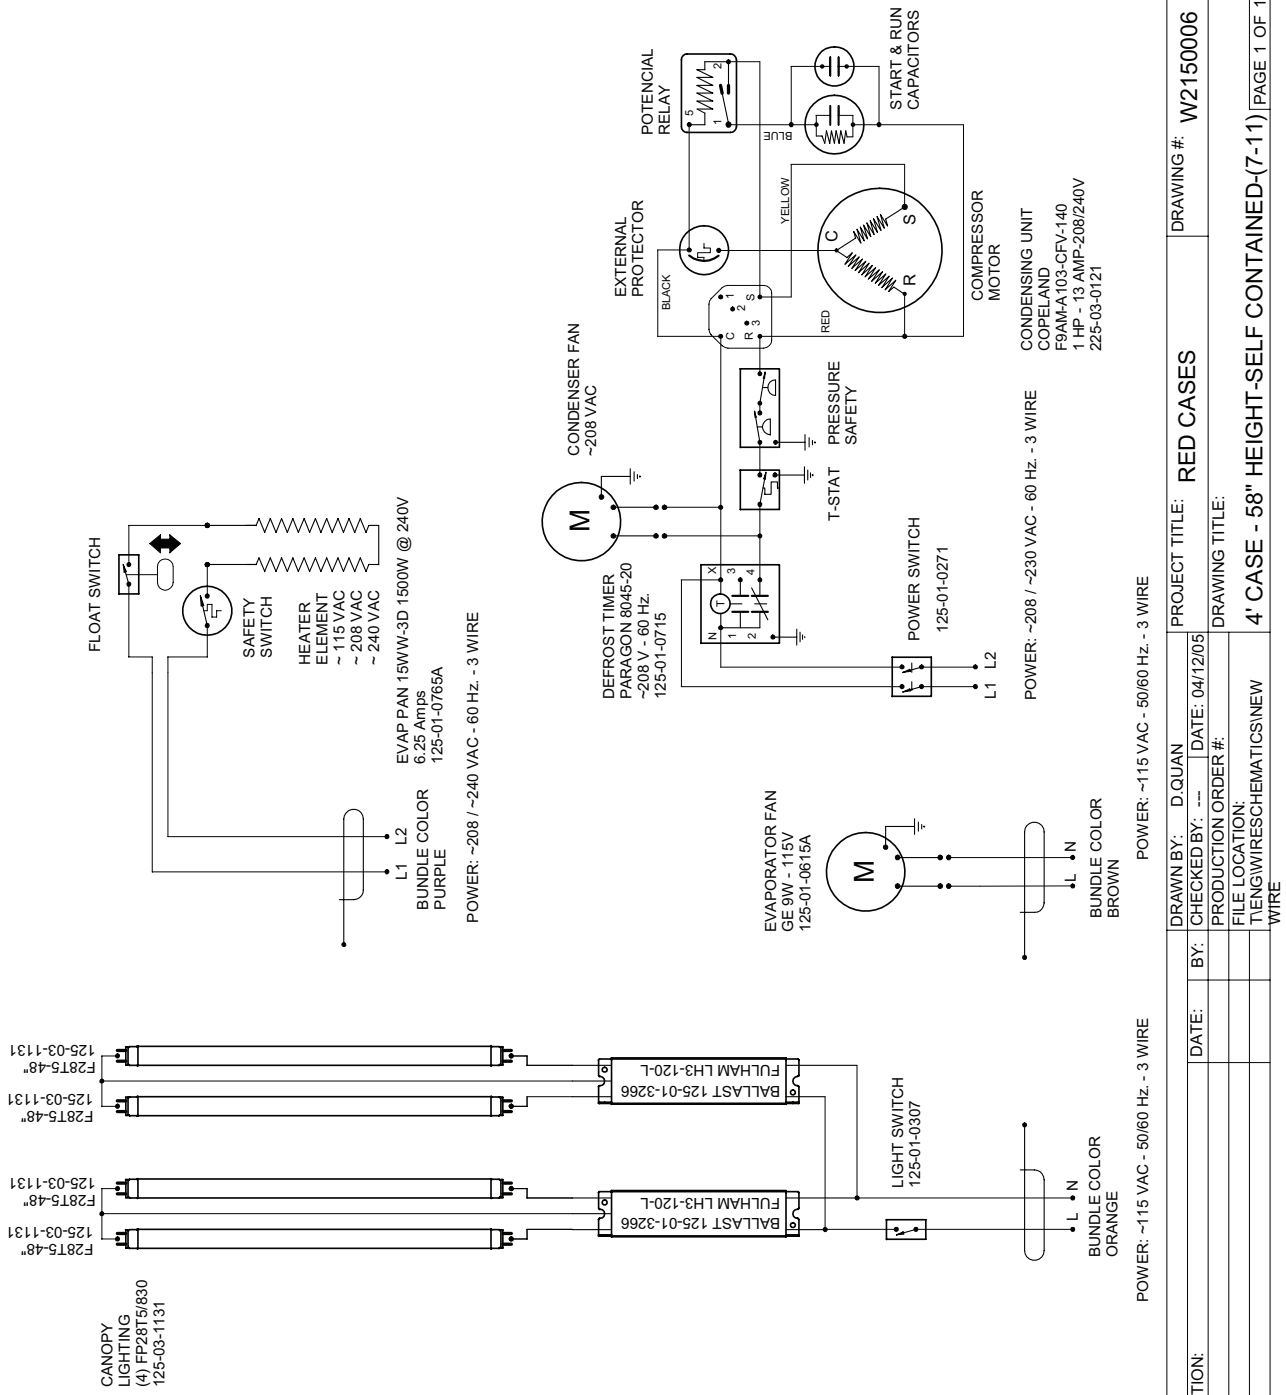 CANOPY
LIGHTING
(4) FP28T5/830
125-03-1131
F28T5-48"
125-03-1131
F28T5-48"
125-03-1131
F28T5-48"
125-03-1131
F28T5-48"
125-03-1131
BALLAST 125-01-3266
FULHAM LH3-120-L
BALLAST 125-01-3266
FULHAM LH3-120-L
LIGHT SWITCH
125-01-0307
L
N
BUNDLE COLOR
ORANGE
POWER: ~115 VAC - 50/60 Hz. - 3 WIRE
FLOAT SWITCH
SAFETY
SWITCH
HEATER
ELEMENT
~ 115 VAC
~ 208 VAC
~ 240 VAC
L1
L2
EVAP PAN 15WW-3D 1500W @ 240V
6.25 Amps
125-01-0765A
BUNDLE COLOR
PURPLE
POWER: ~208 / ~240 VAC - 60 Hz. - 3 WIRE
EVAPORATOR FAN
GE 9W - 115V
125-01-0615A
M
L
N
BUNDLE COLOR
BROWN
POWER: ~115 VAC - 50/60 Hz. - 3 WIRE
CONDENSER FAN
~208 VAC
M
DEFROST TIMER
PARAGON 8045-20
~208 V - 60 Hz.
125-01-0715
N
T
X
1
3
2
4
T-STAT
PRESSURE
SAFETY
POWER SWITCH
125-01-0271
L1
L2
POWER: ~208 / ~230 VAC - 60 Hz. - 3 WIRE
POTENCIAL
RELAY
5
2
1
EXTERNAL
PROTECTOR
BLACK
BLUE
START & RUN
CAPACITORS
C
1
2
R
3
S
YELLOW
RED
C
R
S
COMPRESSOR
MOTOR
CONDENSING UNIT
COPELAND
F9AM-A103-CFV-140
1 HP - 13 AMP-208/240V
225-03-0121
TION:
DATE:
BY:
DRAWN BY: D.QUAN
CHECKED BY: ---
DATE: 04/12/05
PRODUCTION ORDER #:
FILE LOCATION:
T\ENG\WIRESCHEMATICS\NEW
WIRE
PROJECT TITLE:
RED CASES
DRAWING #:
W2150006
DRAWING TITLE:
4' CASE - 58" HEIGHT-SELF CONTAINED-(7-11)
PAGE 1 OF 1